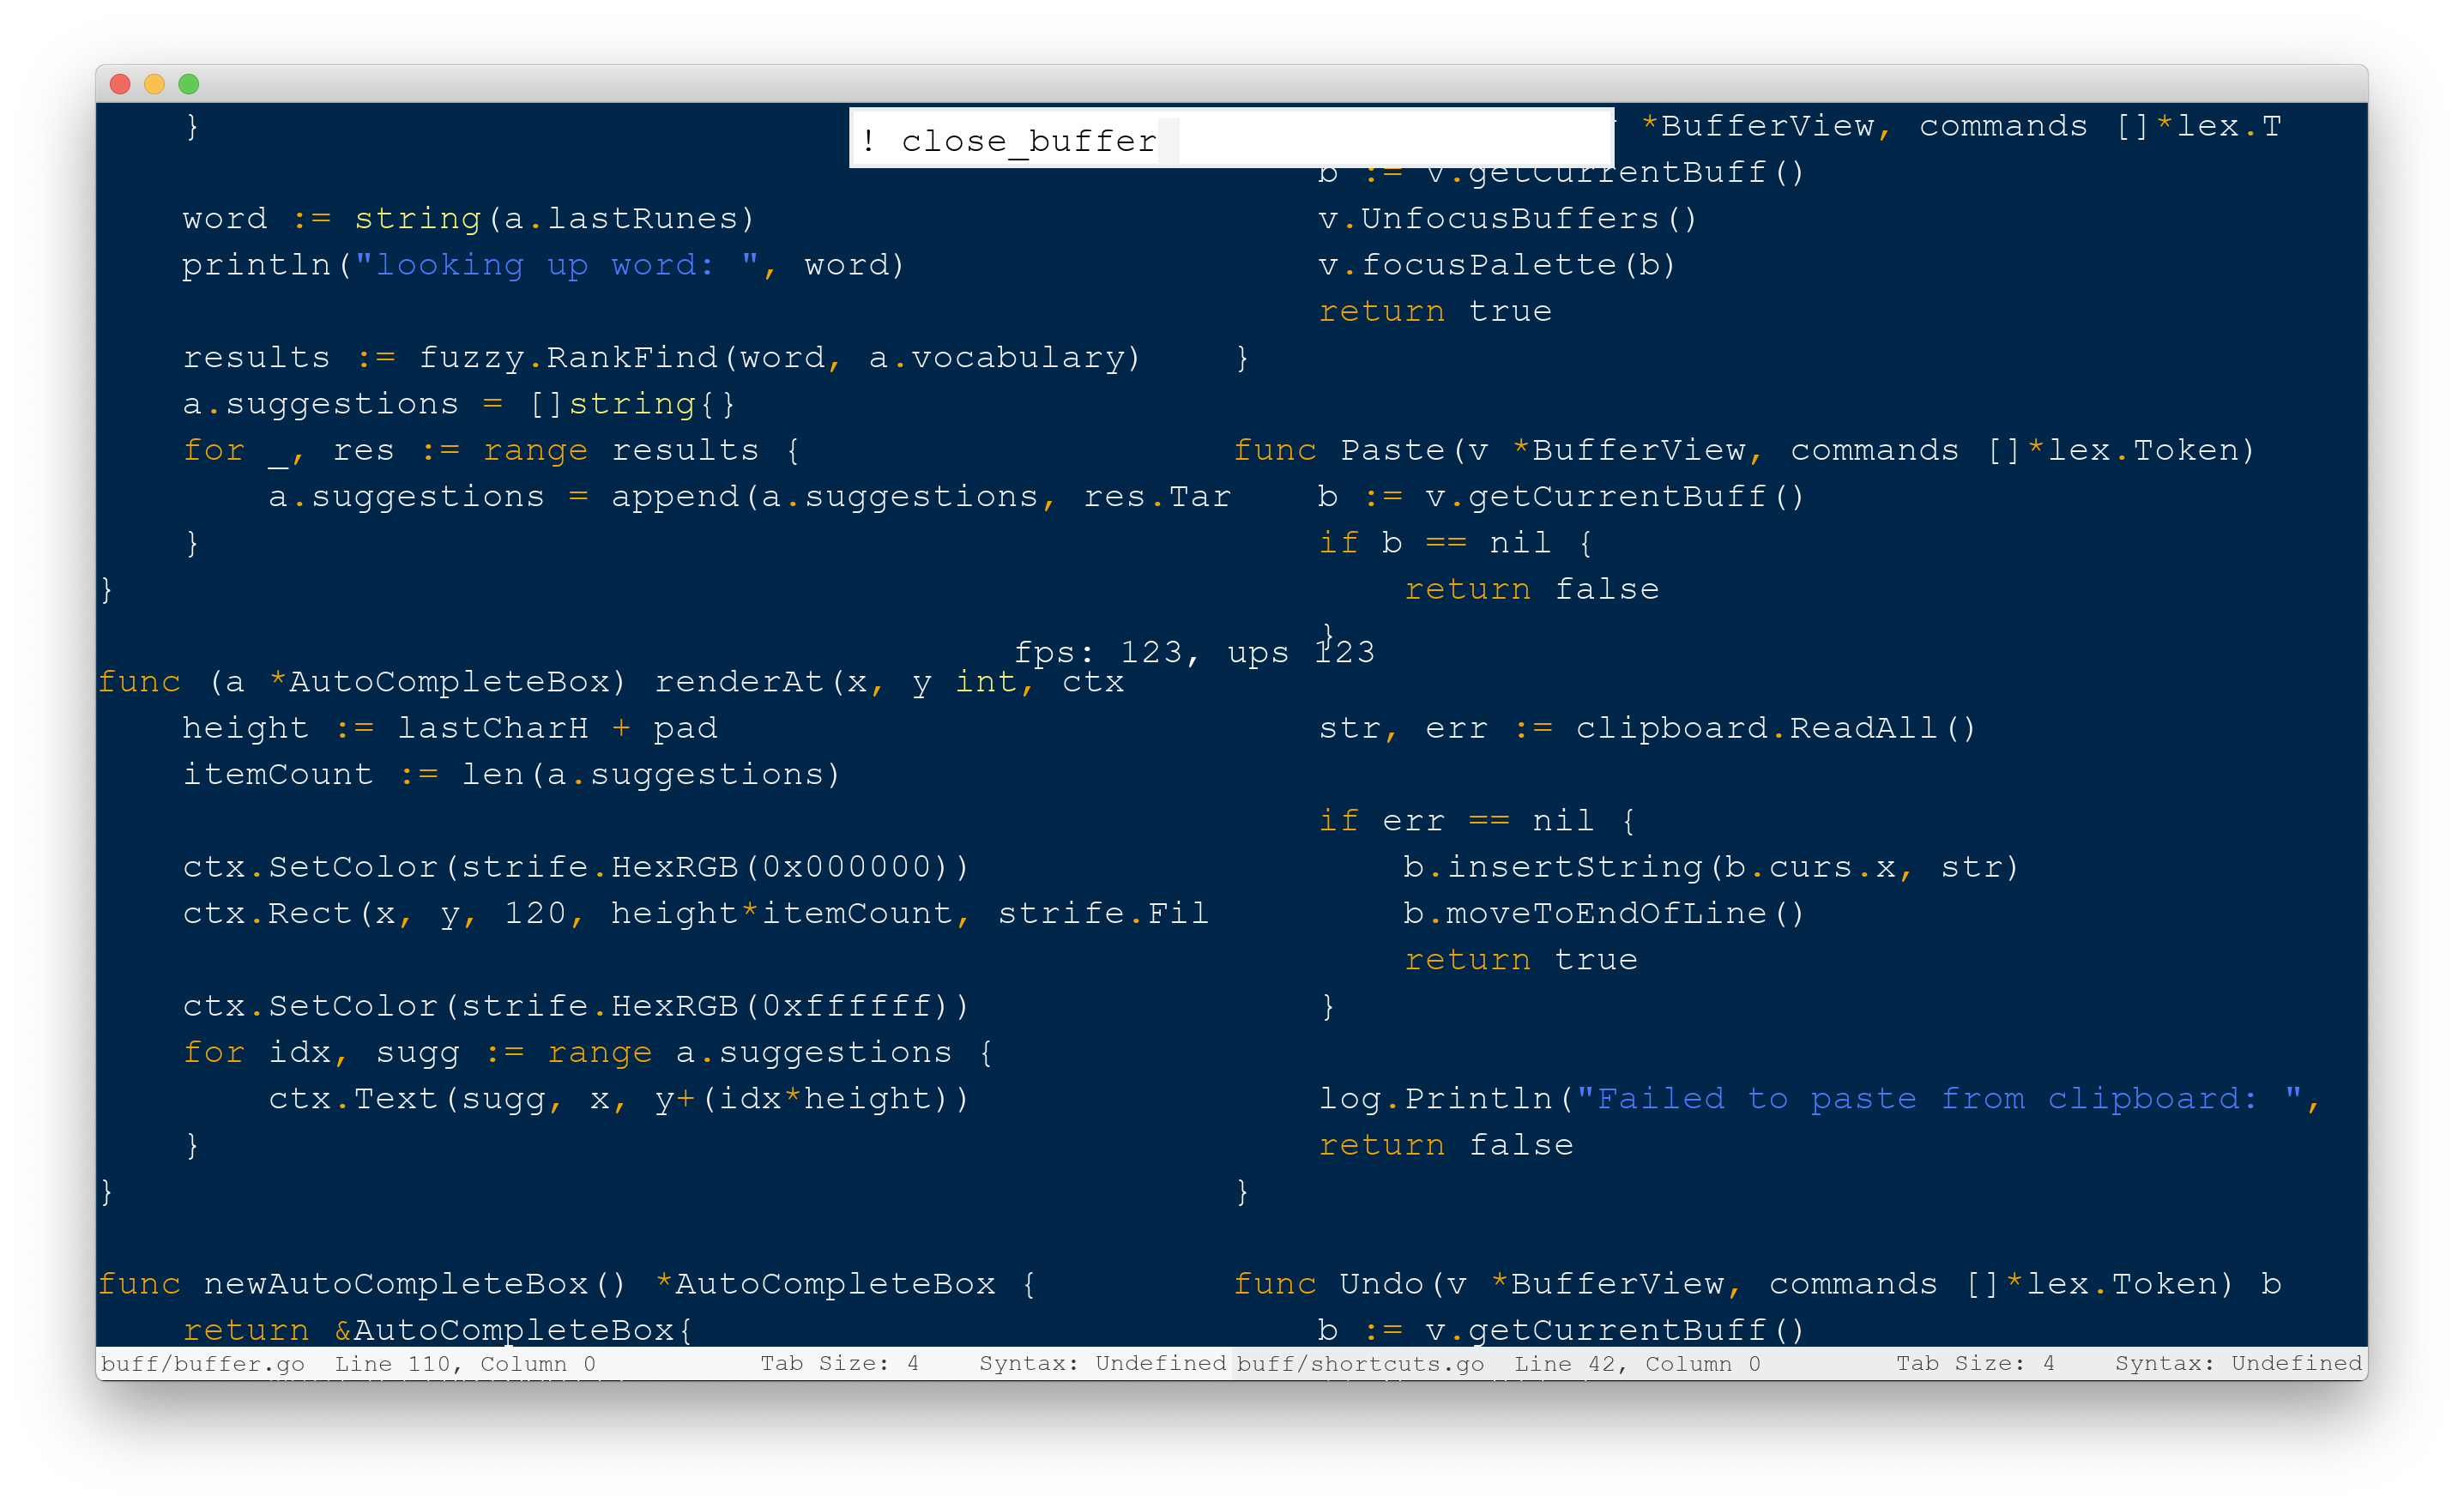 ! close_buffer
    }

    word := string(a.lastRunes)
    println("looking up word: ", word)

    results := fuzzy.RankFind(word, a.vocabulary)
    a.suggestions = []string{}
    for _, res := range results {
        a.suggestions = append(a.suggestions, res.Tar
    }
}

func (a *AutoCompleteBox) renderAt(x, y int, ctx
    height := lastCharH + pad
    itemCount := len(a.suggestions)

    ctx.SetColor(strife.HexRGB(0x000000))
    ctx.Rect(x, y, 120, height*itemCount, strife.Fil

    ctx.SetColor(strife.HexRGB(0xffffff))
    for idx, sugg := range a.suggestions {
        ctx.Text(sugg, x, y+(idx*height))
    }
}

func newAutoCompleteBox() *AutoCompleteBox {
    return &AutoCompleteBox{
buff/buffer.go  Line 110, Column 0  Tab Size: 4  Syntax: Undefined
*BufferView, commands []*lex.T
    b := v.getCurrentBuff()
    v.UnfocusBuffers()
    v.focusPalette(b)
    return true
}

func Paste(v *BufferView, commands []*lex.Token)
    b := v.getCurrentBuff()
    if b == nil {
        return false
    }

    str, err := clipboard.ReadAll()

    if err == nil {
        b.insertString(b.curs.x, str)
        b.moveToEndOfLine()
        return true
    }

    log.Println("Failed to paste from clipboard: ",
    return false
}

func Undo(v *BufferView, commands []*lex.Token) b
    b := v.getCurrentBuff()
buff/shortcuts.go  Line 42, Column 0  Tab Size: 4  Syntax: Undefined
fps: 123, ups 123